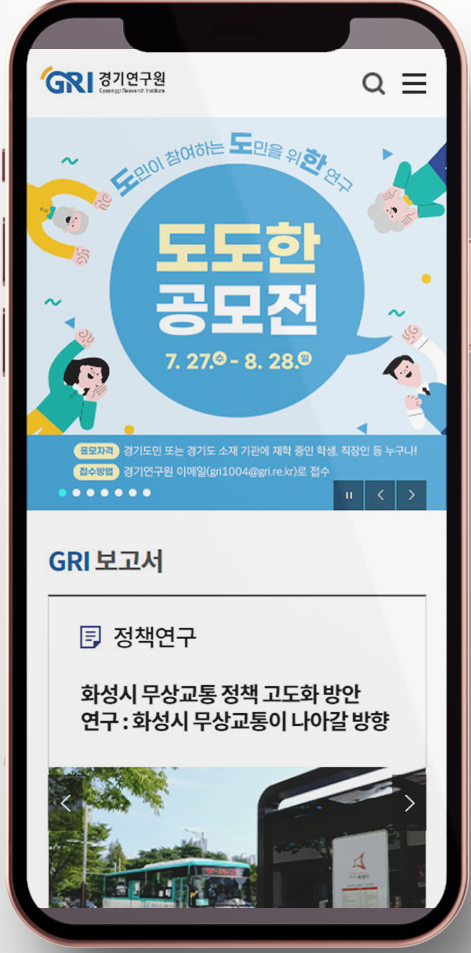 GRI 경기연구원
Gyeonggi Research Institute
도민이 참여하는 도민을 위한 연구
도도한
공모전
7. 27.수 - 8. 28.일
응모자격 경기도민 또는 경기도 소재 기관에 재학 중인 학생, 직장인 등 누구나!
접수방법 경기연구원 이메일(gri1004@gri.re.kr)로 접수
GRI 보고서
정책연구
화성시 무상교통 정책 고도화 방안
연구 : 화성시 무상교통이 나아갈 방향